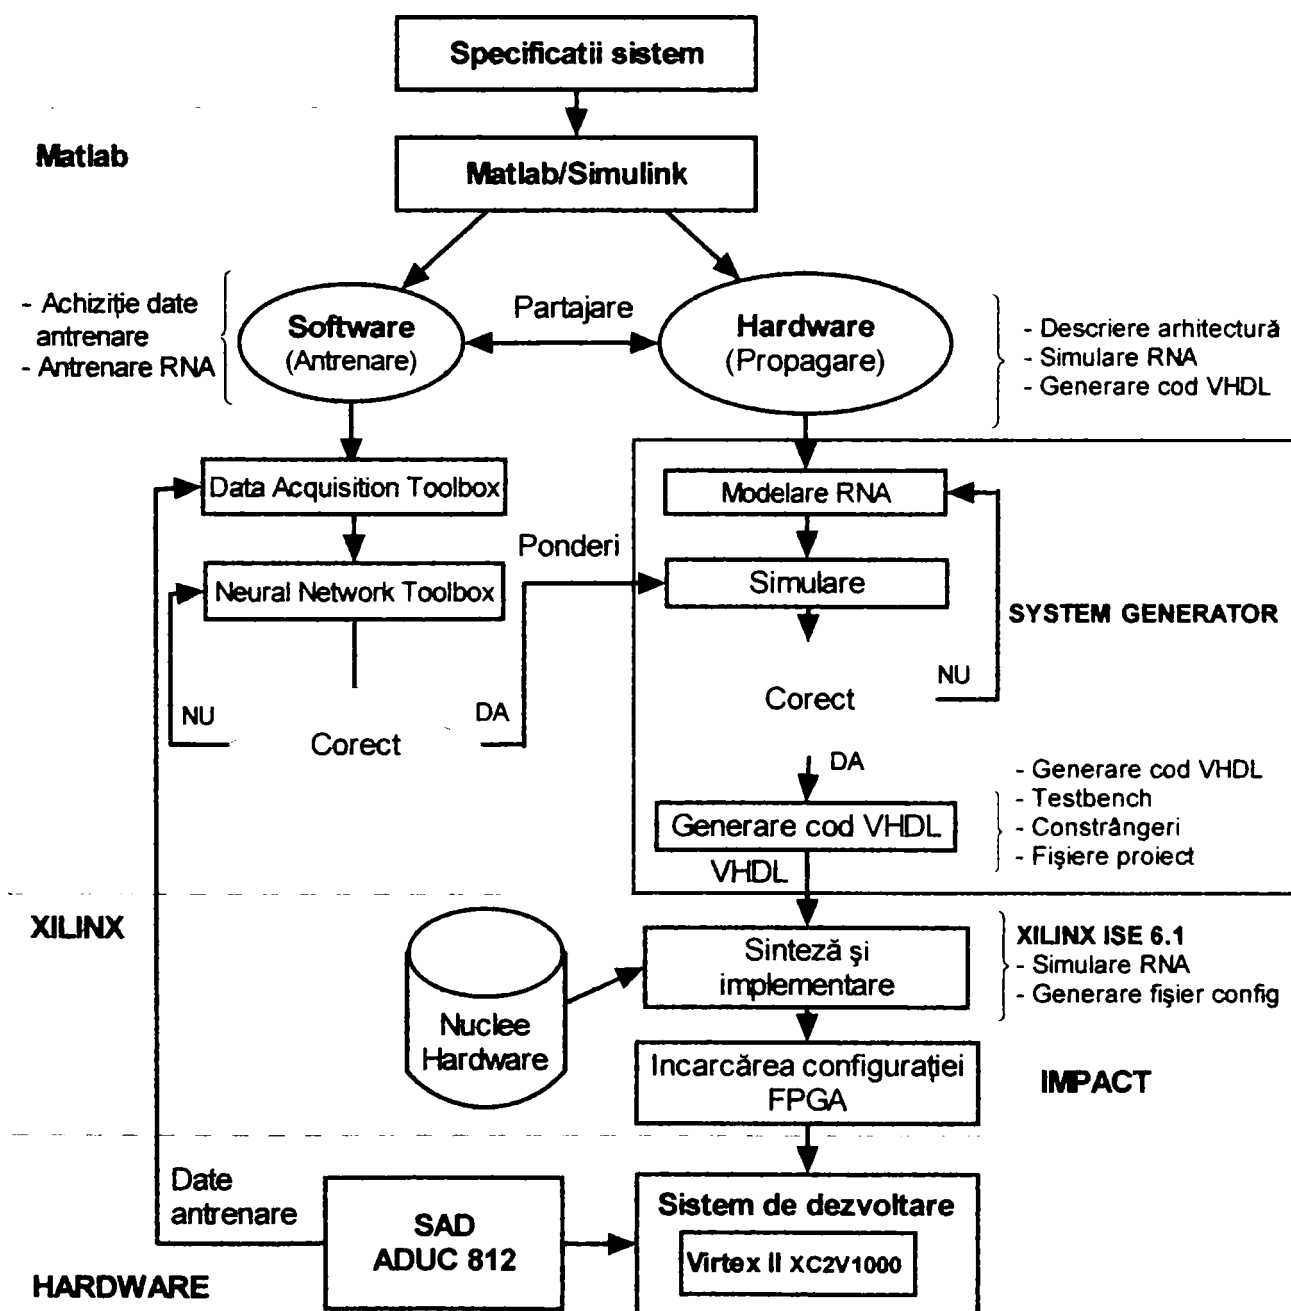 Specificatii sistem
Matlab
Matlab/Simulink
- Achiziție date
antrenare
- Antrenare RNA
Software
(Antrenare)
Partajare
Hardware
(Propagare)
- Descriere arhitectură
- Simulare RNA
- Generare cod VHDL
Data Acquisition Toolbox
Modelare RNA
Ponderi
Neural Network Toolbox
Simulare
SYSTEM GENERATOR
NU
Corect
DA
Corect
NU
DA
Generare cod VHDL
- Generare cod VHDL
- Testbench
- Constrângeri
- Fişiere proiect
VHDL
XILINX
Nuclee
Hardware
Sinteză şi
implementare
XILINX ISE 6.1
- Simulare RNA
- Generare fişier config
Incarcărea configurației
FPGA
IMPACT
Date
antrenare
SAD
ADUC 812
Sistem de dezvoltare
Virtex II XC2V1000
HARDWARE